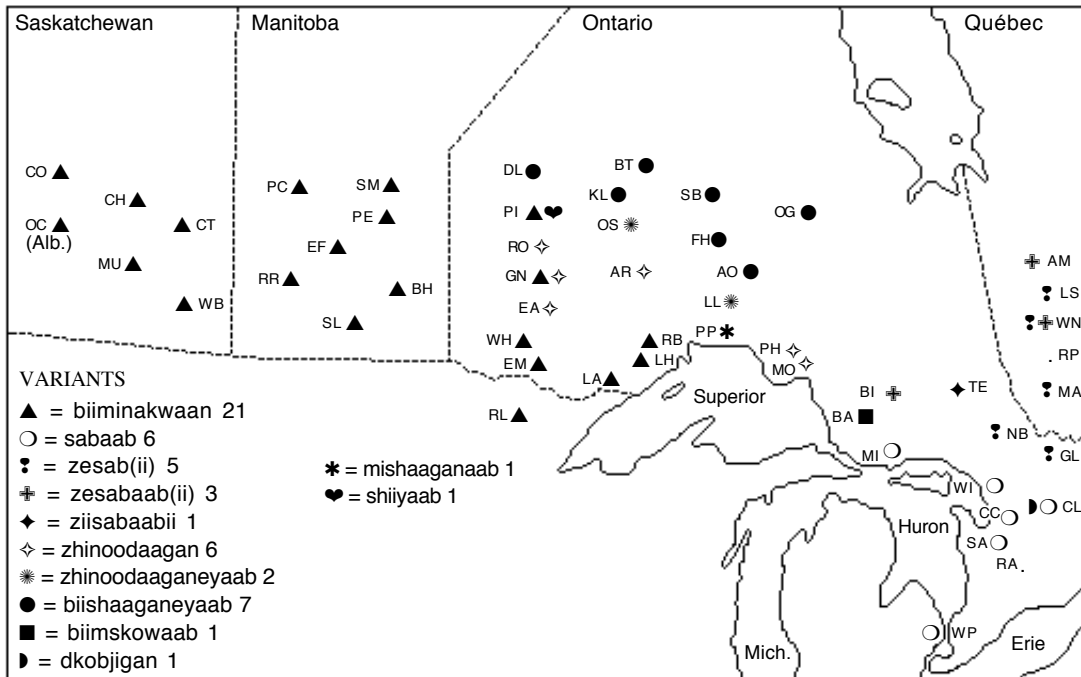 Saskatchewan Manitoba Ontario Québec
CO
CH
OC
(Alb.)
CT
MU
WB
PC
SM
PE
EF
RR
BH
SL
DL
BT
KL
SB
PI
OS
OG
RO
FH
GN
AR
AO
EA
LL
WH
RB
PP
EM
LH
PH
LA
MO
RL
AM
LS
WN
RP
MA
BI
TE
BA
NB
MI
GL
WI
CC
CL
SA
RA
WP
Superior
Huron
Mich.
Erie
VARIANTS
▲ = biiminakwaan 21
❍ = sabaab 6
❢ = zesab(ii) 5
✙ = zesabaab(ii) 3
✦ = ziisabaabii 1
✧ = zhinoodaagan 6
✺ = zhinoodaaganeyaab 2
● = biishaaganeyaab 7
■ = biimskowaab 1
◗ = dkobjigan 1
✱ = mishaaganaab 1
❤ = shiiyaab 1